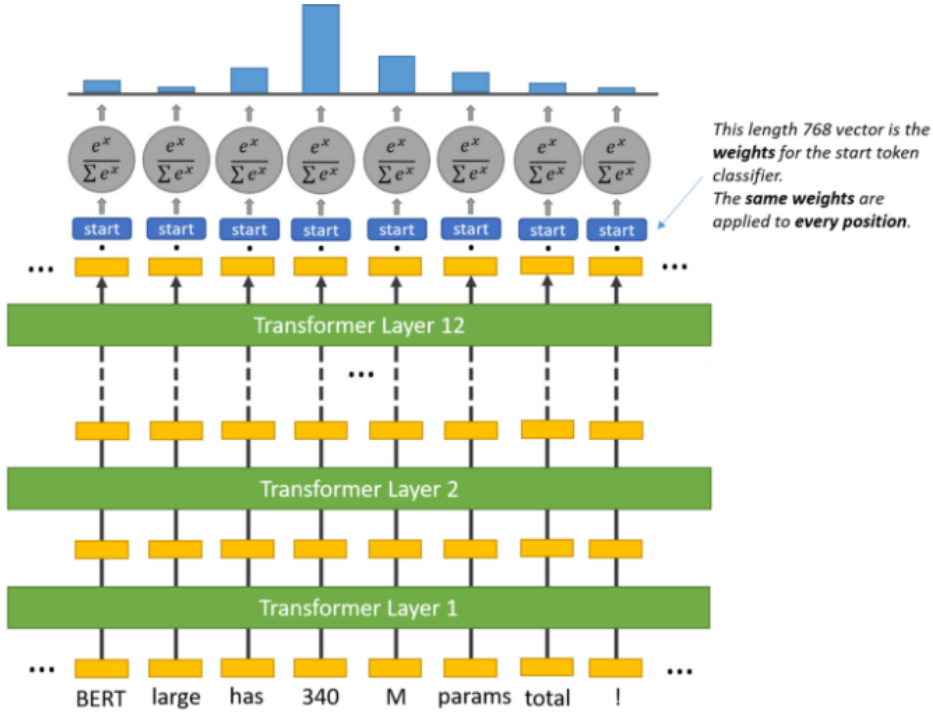 e^x e^x e^x e^x e^x e^x e^x e^x
∑ e^x ∑ e^x ∑ e^x ∑ e^x ∑ e^x ∑ e^x ∑ e^x ∑ e^x
This length 768 vector is the
weights for the start token
classifier.
The same weights are
applied to every position.
start start start start start start start start
... ...
Transformer Layer 12
...
Transformer Layer 2
Transformer Layer 1
... ...
BERT large has 340 M params total !